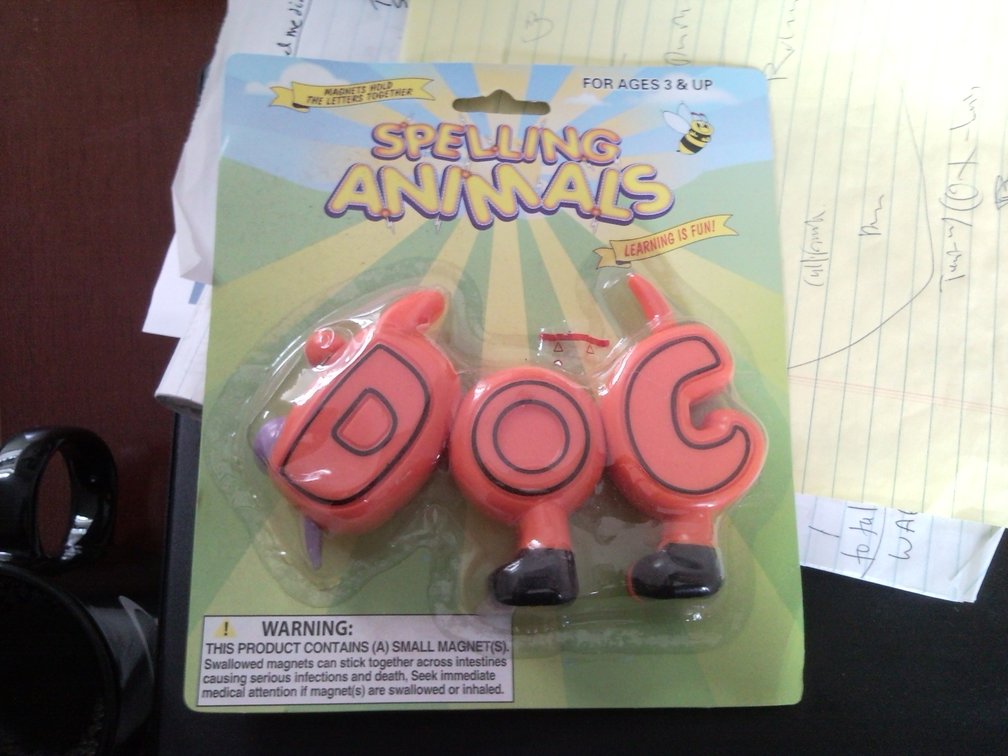 MAGNETS HOLD
THE LETTERS TOGETHER
FOR AGES 3 & UP
SPELLING
ANIMALS
LEARNING IS FUN!
D O G
WARNING:
THIS PRODUCT CONTAINS (A) SMALL MAGNET(S).
Swallowed magnets can stick together across intestines
causing serious infections and death, Seek immediate
medical attention if magnet(s) are swallowed or inhaled.
total